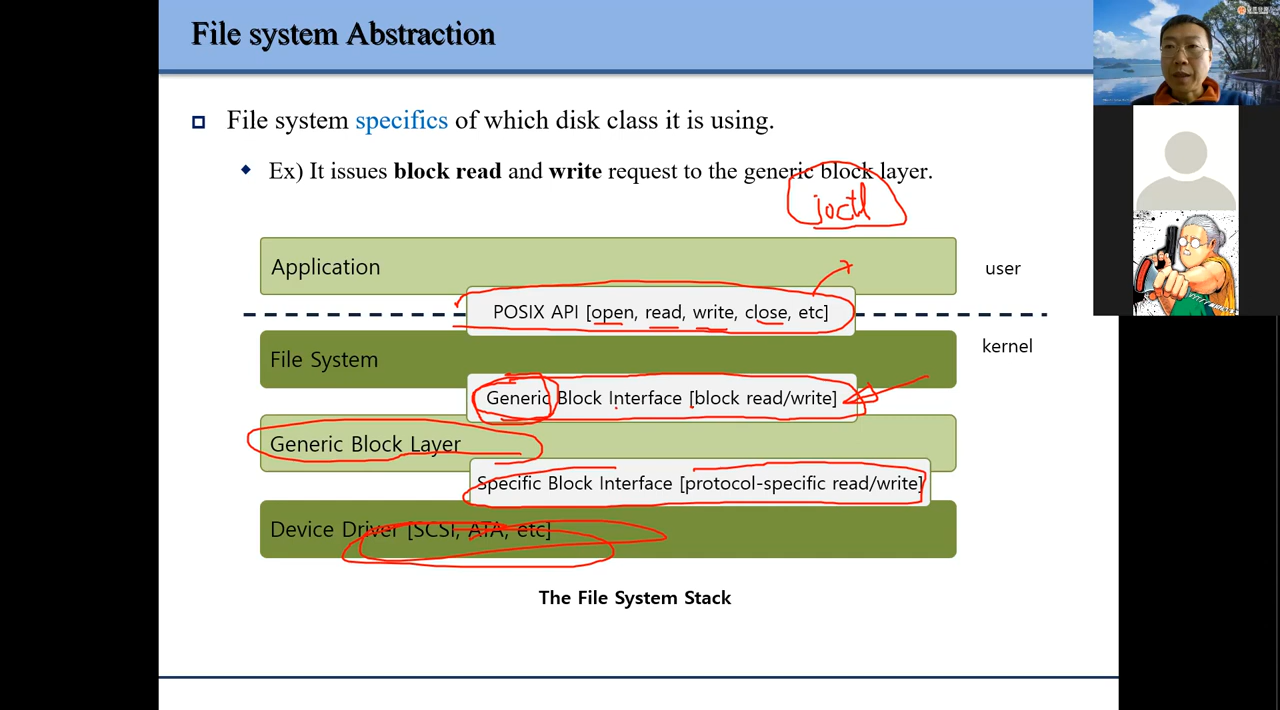 File system Abstraction
File system specifics of which disk class it is using.
Ex) It issues block read and write request to the generic block layer.
ioctl
Application
user
POSIX API [open, read, write, close, etc]
kernel
File System
Generic Block Interface [block read/write]
Generic Block Layer
Specific Block Interface [protocol-specific read/write]
Device Driver [SCSI, ATA, etc]
The File System Stack